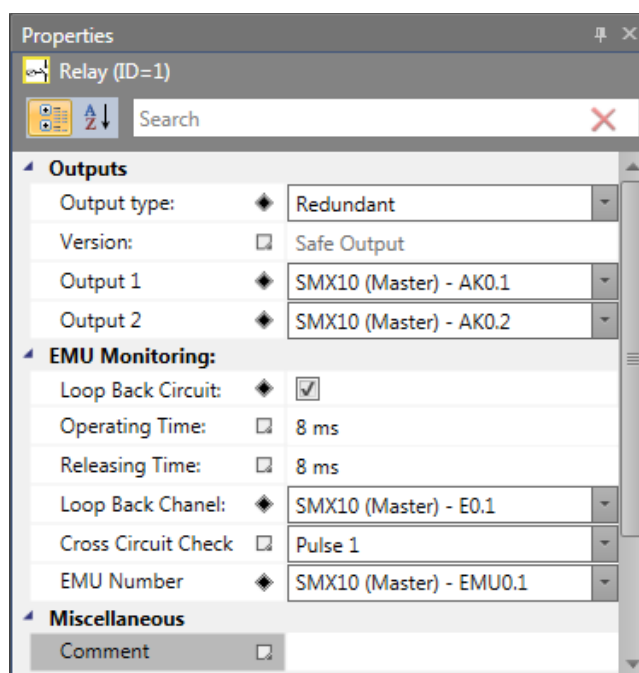 Properties
Relay (ID=1)
A Z Search
Outputs
Output type: Redundant
Version: Safe Output
Output 1 SMX10 (Master) - AK0.1
Output 2 SMX10 (Master) - AK0.2
EMU Monitoring:
Loop Back Circuit:
Operating Time: 8 ms
Releasing Time: 8 ms
Loop Back Chanel: SMX10 (Master) - E0.1
Cross Circuit Check Pulse 1
EMU Number SMX10 (Master) - EMU0.1
Miscellaneous
Comment